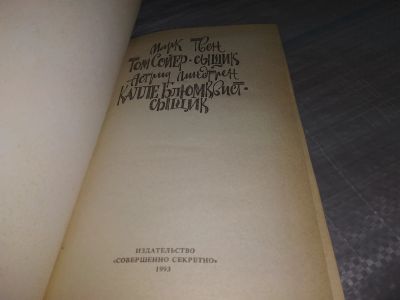 Марк Твен
Том Сойер-сыщик
Астрид Линдгрен
Калле Блюмквист-
сыщик
ИЗДАТЕЛЬСТВО
«СОВЕРШЕННО СЕКРЕТНО»
1993